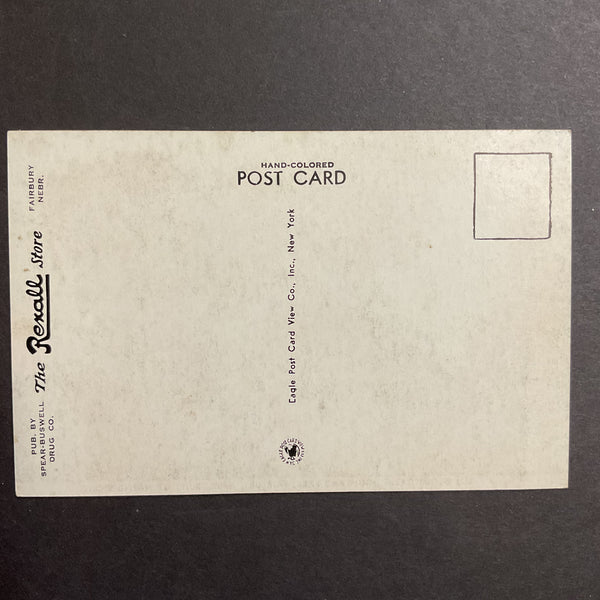 HAND-COLORED
POST CARD
PUB. BY
SPEAR-BUSWELL
DRUG CO.
The Rexall Store
FAIRBURY
NEBR.
Eagle Post Card View Co., Inc., New York